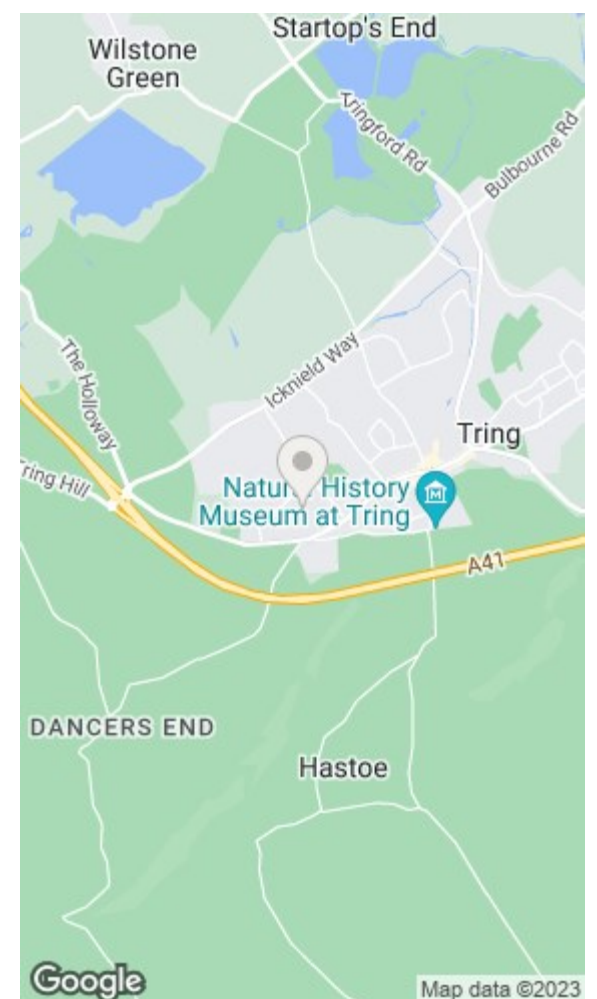 Startop's End
Wilstone
Green
Tringford Rd
Bulbourne Rd
Icknield Way
The Holloway
Tring
Tring Hill
Natural History
Museum at Tring
M
A41
DANCERS END
Hastoe
Google
Map data ©2023